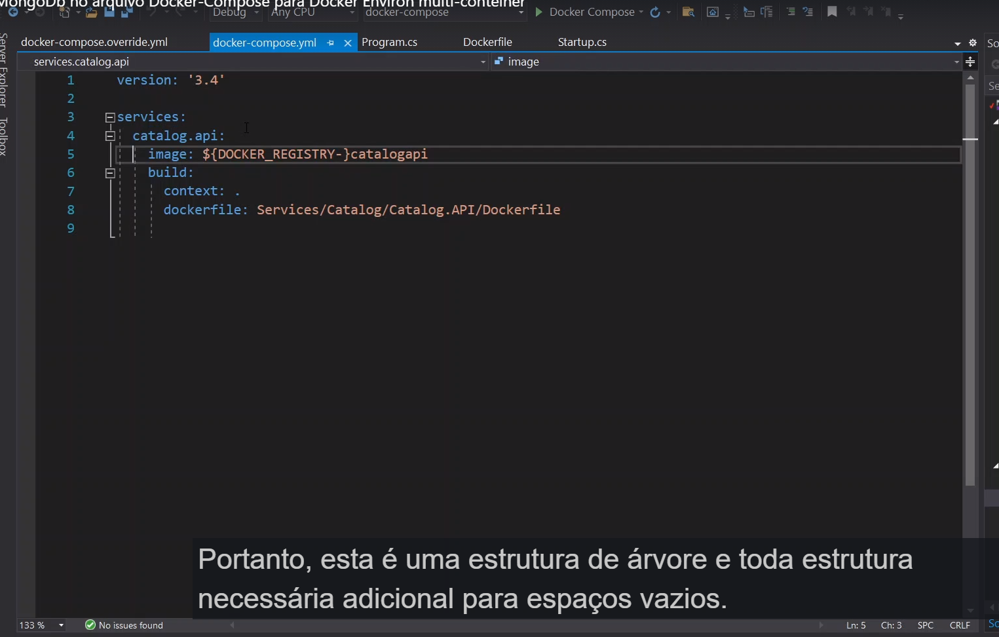 MongoDb no arquivo Docker-Compose para Docker Environ multi-conteiner
Debug Any CPU docker-compose Docker Compose
docker-compose.override.yml docker-compose.yml Program.cs Dockerfile Startup.cs
services.catalog.api image
Server Explorer
Toolbox
1 version: '3.4'
2
3 services:
4 catalog.api:
5 image: ${DOCKER_REGISTRY-}catalogapi
6 build:
7 context: .
8 dockerfile: Services/Catalog/Catalog.API/Dockerfile
9
Portanto, esta é uma estrutura de árvore e toda estrutura
necessária adicional para espaços vazios.
133 % No issues found Ln: 5 Ch: 3 SPC CRLF